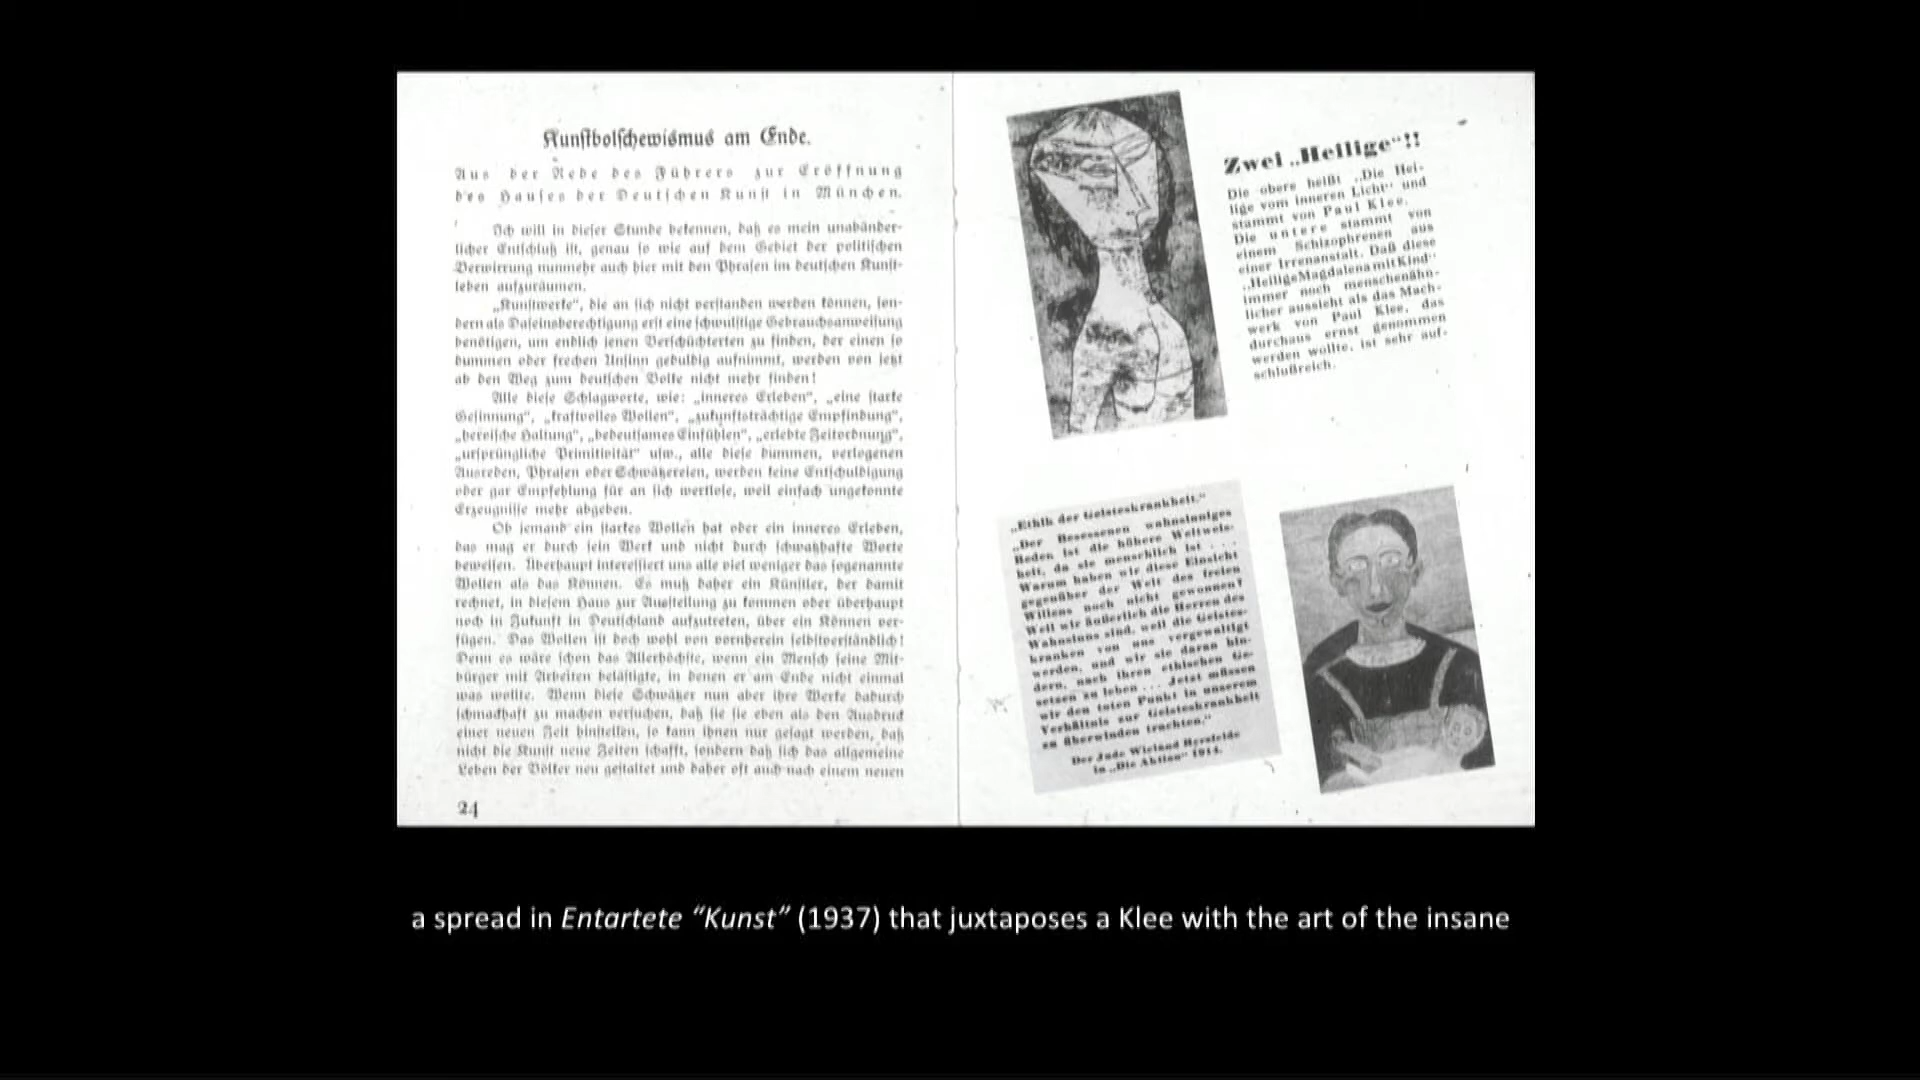 Kunstbolschewismus am Ende.
Aus der Rede des Führers zur Eröffnung
des Hauses der Deutschen Kunst in München.
Ich will in dieser Stunde bekennen, daß es mein unabänder-
licher Entschluß ist, genau so wie auf dem Gebiet der politischen
Verwirrung nunmehr auch hier mit den Phrasen im deutschen Kunst-
leben aufzuräumen.
„Kunstwerke“, die an sich nicht verstanden werden können, son-
dern als Daseinsberechtigung erst eine schwulstige Gebrauchsanweisung
benötigen, um endlich jenen Verschüchterten zu finden, der einen so
dummen oder frechen Unsinn geduldig aufnimmt, werden von jetzt
ab den Weg zum deutschen Volke nicht mehr finden!
Alle diese Schlagworte, wie: „inneres Erleben“, „eine starke
Gesinnung“, „kraftvolles Wollen“, „zukunftsträchtige Empfindung“,
„heroische Haltung“, „bedeutsames Einfühlen“, „erlebte Zeitordnung“,
„ursprüngliche Primitivität“ usw., alle diese dummen, verlogenen
Ausreden, Phrasen oder Schwätzereien, werden keine Entschuldigung
oder gar Empfehlung für an sich wertlose, weil einfach ungekonnte
Erzeugnisse mehr abgeben.
Ob jemand ein starkes Wollen hat oder ein inneres Erleben,
das mag er durch sein Werk und nicht durch schwatzhafte Worte
beweisen. Überhaupt interessiert uns alle viel weniger das sogenannte
Wollen als das Können. Es muß daher ein Künstler, der damit
rechnet, in diesem Haus zur Ausstellung zu kommen oder überhaupt
noch in Zukunft in Deutschland aufzutreten, über ein Können ver-
fügen. Das Wollen ist doch wohl von vornherein selbstverständlich!
Denn es wäre schon das Allerhöchste, wenn ein Mensch seine Mit-
bürger mit Arbeiten belästigte, in denen er am Ende nicht einmal
was wollte. Wenn diese Schwätzer nun aber ihre Werke dadurch
schmackhaft zu machen versuchen, daß sie sie eben als den Ausdruck
einer neuen Zeit hinstellen, so kann ihnen nur gesagt werden, daß
nicht die Kunst neue Zeiten schafft, sondern daß sich das allgemeine
Leben der Völker neu gestaltet und daher oft auch nach einem neuen
24
Zwei „Heilige“!!
Die obere heißt „Die Hei-
lige vom inneren Licht“ und
stammt von Paul Klee.
Die untere stammt von
einem Schizophrenen aus
einer Irrenanstalt. Daß diese
„Heilige Magdalena mit Kind“
immer noch menschenähn-
licher aussieht als das Mach-
werk von Paul Klee, das
durchaus ernst genommen
werden wollte, ist sehr auf-
schlußreich.
„Ethik der Geisteskrankheit.“
„Der Besessenen wahnsinniges
Reden ist die höhere Weltweis-
heit, da sie menschlich ist . . .
Warum haben wir diese Einsicht
gegenüber der Welt des freien
Willens noch nicht gewonnen?
Weil wir äußerlich die Herren des
Wahnsinns sind, weil die Geistes-
kranken von uns vergewaltigt
werden, und wir sie daran hin-
dern, nach ihren ethischen Ge-
setzen zu leben . . . Jetzt müssen
wir den toten Punkt in unserem
Verhältnis zur Geisteskrankheit
zu überwinden trachten.“
Der Jude Wieland Herzfelde
in „Die Aktion“ 1914.
a spread in Entartete “Kunst” (1937) that juxtaposes a Klee with the art of the insane